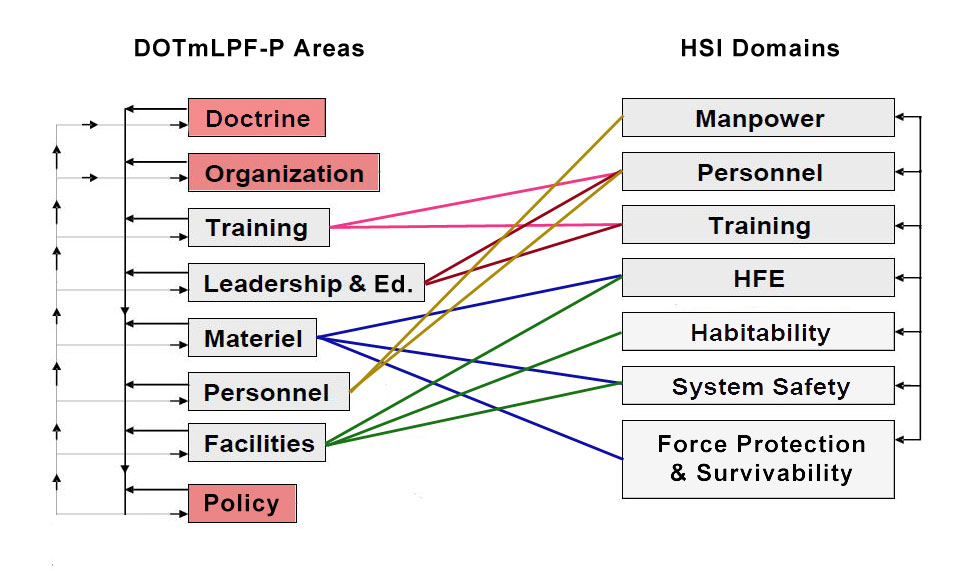 DOTmLPF-P Areas
HSI Domains
Doctrine
Organization
Training
Leadership & Ed.
Materiel
Personnel
Facilities
Policy
Manpower
Personnel
Training
HFE
Habitability
System Safety
Force Protection
& Survivability